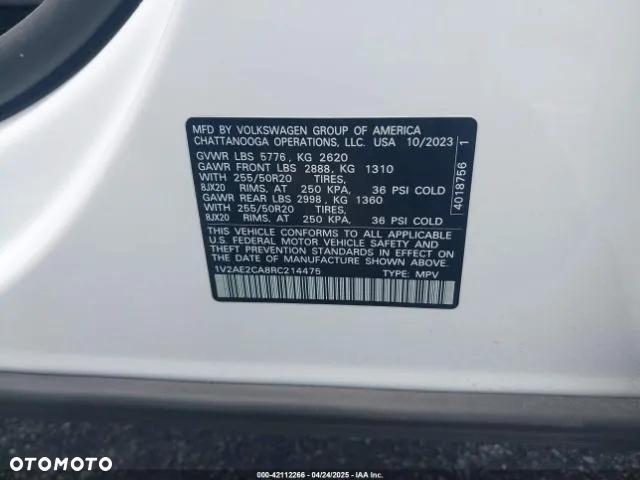 MFD BY VOLKSWAGEN GROUP OF AMERICA
CHATTANOOGA OPERATIONS, LLC. USA 10/2023
GVWR LBS 5776, KG 2620
GAWR FRONT LBS 2888, KG 1310
WITH 255/50R20 TIRES,
8JX20 RIMS, AT 250 KPA, 36 PSI COLD
GAWR REAR LBS 2998, KG 1360
WITH 255/50R20 TIRES,
8JX20 RIMS, AT 250 KPA, 36 PSI COLD
THIS VEHICLE CONFORMS TO ALL APPLICABLE
U.S. FEDERAL MOTOR VEHICLE SAFETY AND
THEFT PREVENTION STANDARDS IN EFFECT ON
THE DATE OF MANUFACTURE SHOWN ABOVE.
1V2AE2CA8RC214475 TYPE: MPV
4018756 1
OTOMOTO
000-42112266 - 04/24/2025 - IAA Inc.